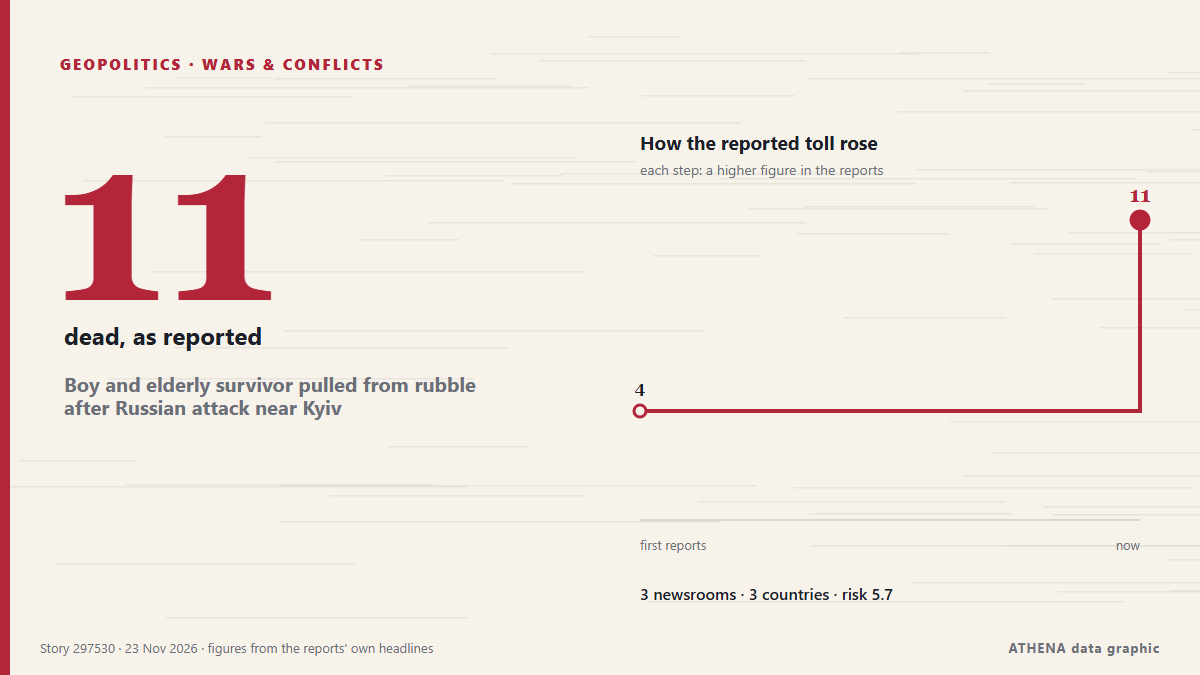 GEOPOLITICS · WARS & CONFLICTS
11
dead, as reported
Boy and elderly survivor pulled from rubble
after Russian attack near Kyiv
How the reported toll rose
each step: a higher figure in the reports
11
4
first reports
now
3 newsrooms · 3 countries · risk 5.7
Story 297530 · 23 Nov 2026 · figures from the reports' own headlines
ATHENA data graphic